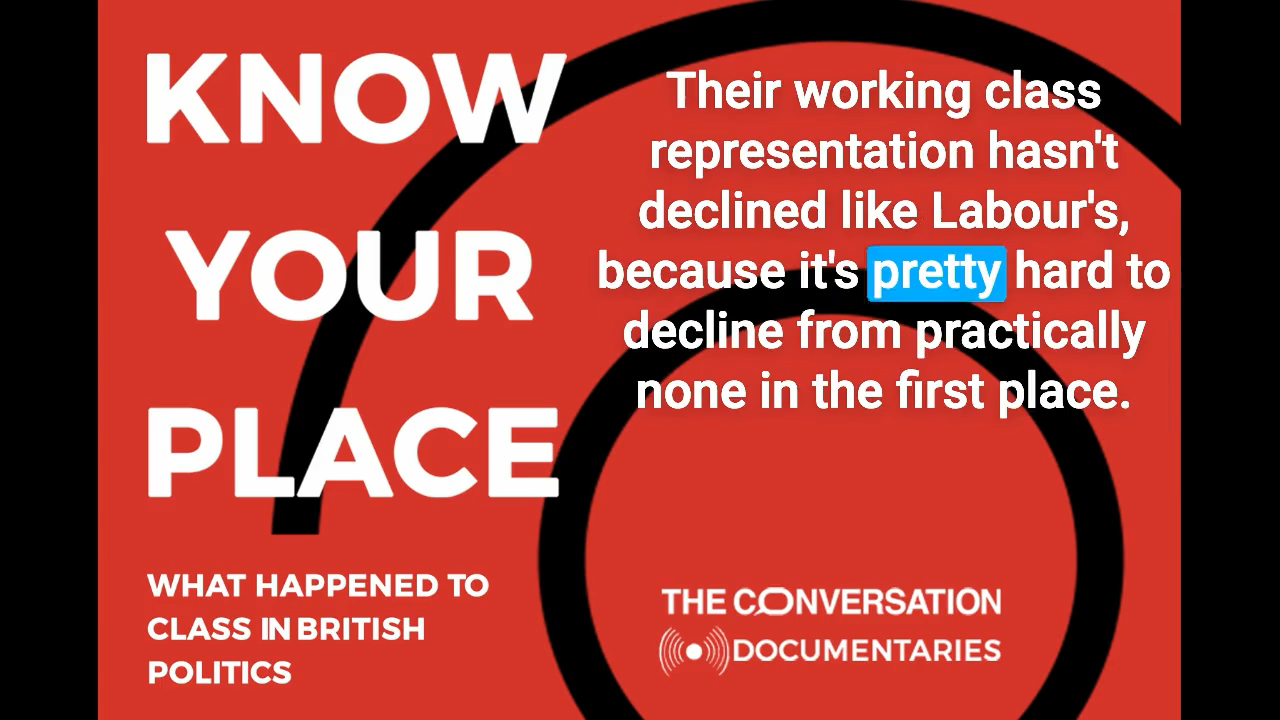 KNOW
YOUR
PLACE
WHAT HAPPENED TO
CLASS IN BRITISH
POLITICS
Their working class
representation hasn't
declined like Labour's,
because it's pretty hard to
decline from practically
none in the first place.
THE CONVERSATION
DOCUMENTARIES